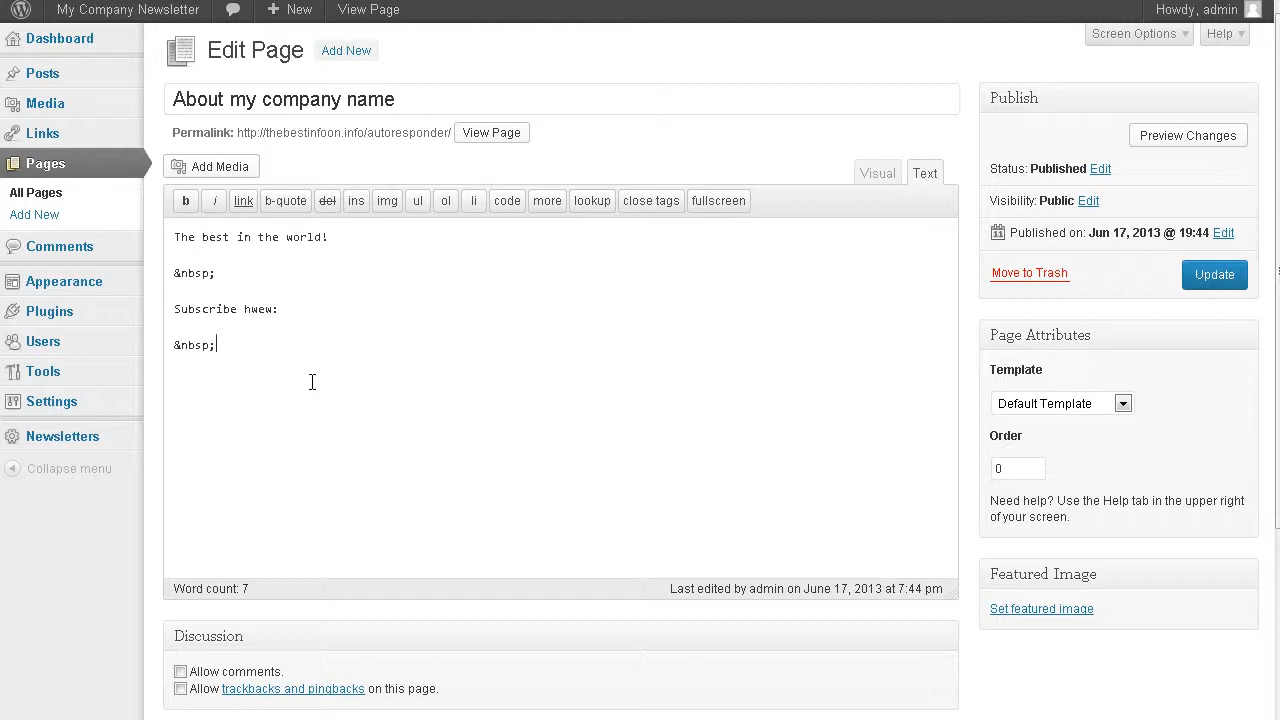 My Company Newsletter
New
View Page
Howdy, admin
Dashboard
Posts
Media
Links
Pages
All Pages
Add New
Comments
Appearance
Plugins
Users
Tools
Settings
Newsletters
Collapse menu
Screen Options
Help
Edit Page
Add New
About my company name
Permalink: http://thebestinfoon.info/autoresponder/
View Page
Add Media
Visual
Text
b
i
link
b-quote
del
ins
img
ul
ol
li
code
more
lookup
close tags
fullscreen
The best in the world!
&nbsp;
Subscribe hwew:
&nbsp;
Word count: 7
Last edited by admin on June 17, 2013 at 7:44 pm
Discussion
Allow comments.
Allow trackbacks and pingbacks on this page.
Publish
Preview Changes
Status: Published Edit
Visibility: Public Edit
11 Published on: Jun 17, 2013 @ 19:44 Edit
Move to Trash
Update
Page Attributes
Template
Default Template
Order
0
Need help? Use the Help tab in the upper right
of your screen.
Featured Image
Set featured image